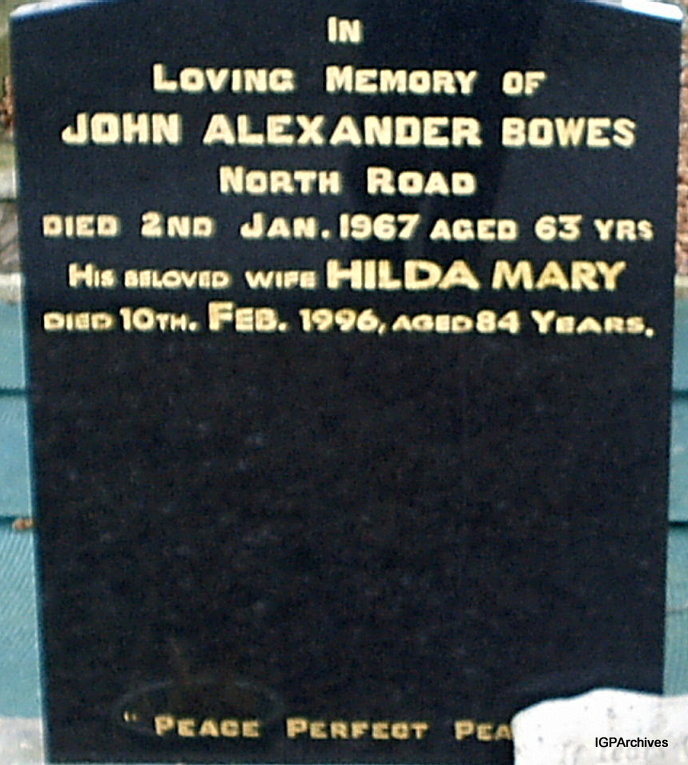 IN
LOVING MEMORY OF
JOHN ALEXANDER BOWES
NORTH ROAD
DIED 2ND JAN. 1967 AGED 63 YRS
HIS BELOVED WIFE HILDA MARY
DIED 10TH. FEB. 1996, AGED 84 YEARS.
" PEACE PERFECT PEA
IGPArchives